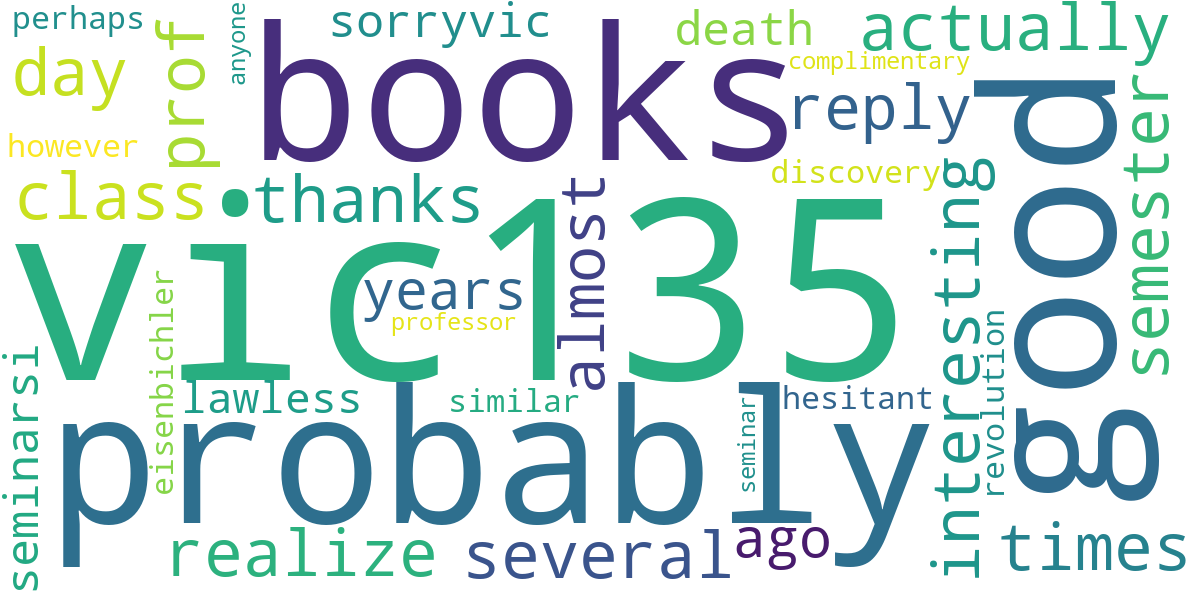 perhaps
sorryvic
death
actually
day
prof
anyone
books
complimentary
reply
good
semester
however
class
thanks
almost
discovery
interesting
vic135
years
professor
eisenbichler
revolution
seminarsi
lawless
similar
hesitant
probably
seminar
realize
several
ago
times